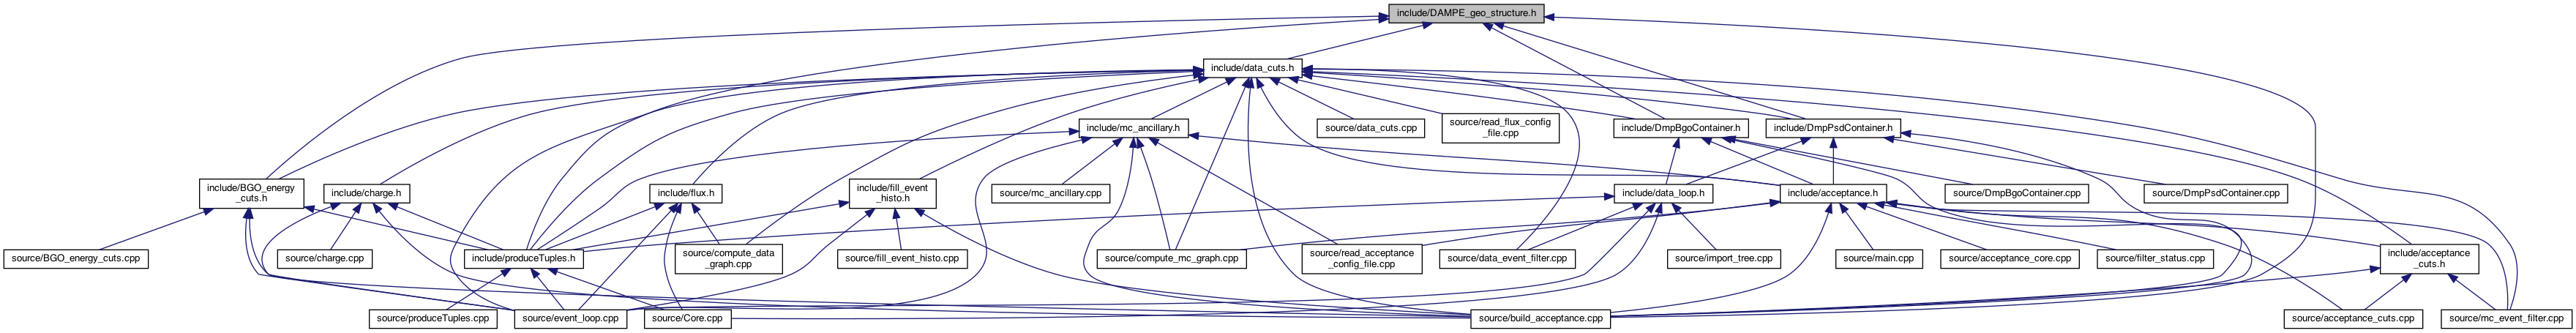 include/DAMPE_geo_structure.h
include/data_cuts.h
include/mc_ancillary.h
source/data_cuts.cpp
source/read_flux_config
_file.cpp
include/DmpBgoContainer.h
include/DmpPsdContainer.h
include/BGO_energy
_cuts.h
include/charge.h
include/flux.h
include/fill_event
_histo.h
source/mc_ancillary.cpp
include/data_loop.h
include/acceptance.h
source/DmpBgoContainer.cpp
source/DmpPsdContainer.cpp
source/BGO_energy_cuts.cpp
source/charge.cpp
include/produceTuples.h
source/compute_data
_graph.cpp
source/fill_event_histo.cpp
source/compute_mc_graph.cpp
source/read_acceptance
_config_file.cpp
source/data_event_filter.cpp
source/import_tree.cpp
source/main.cpp
source/acceptance_core.cpp
source/filter_status.cpp
include/acceptance
_cuts.h
source/produceTuples.cpp
source/event_loop.cpp
source/Core.cpp
source/build_acceptance.cpp
source/acceptance_cuts.cpp
source/mc_event_filter.cpp